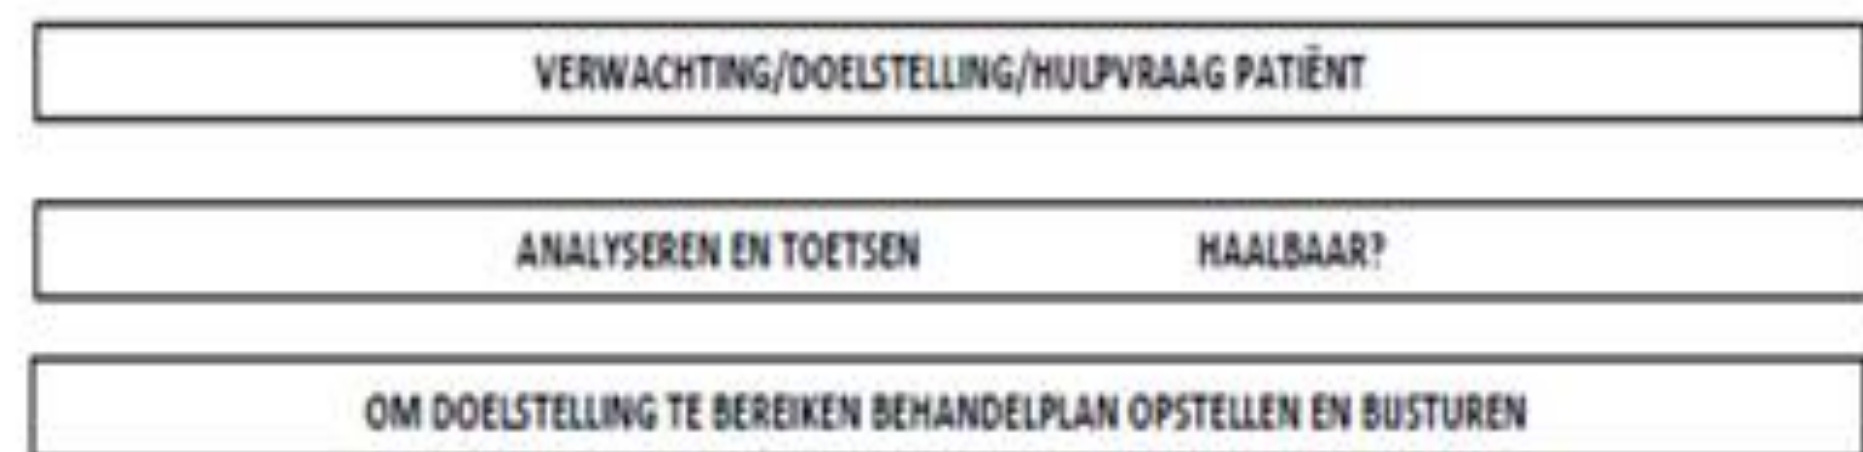 VERWACHTING/DOELSTELLING/HULPVRAAG PATIËNT
ANALYSEREN EN TOETSEN HAALBAAR?
OM DOELSTELLING TE BEREIKEN BEHANDELPLAN OPSTELLEN EN BIJSTUREN